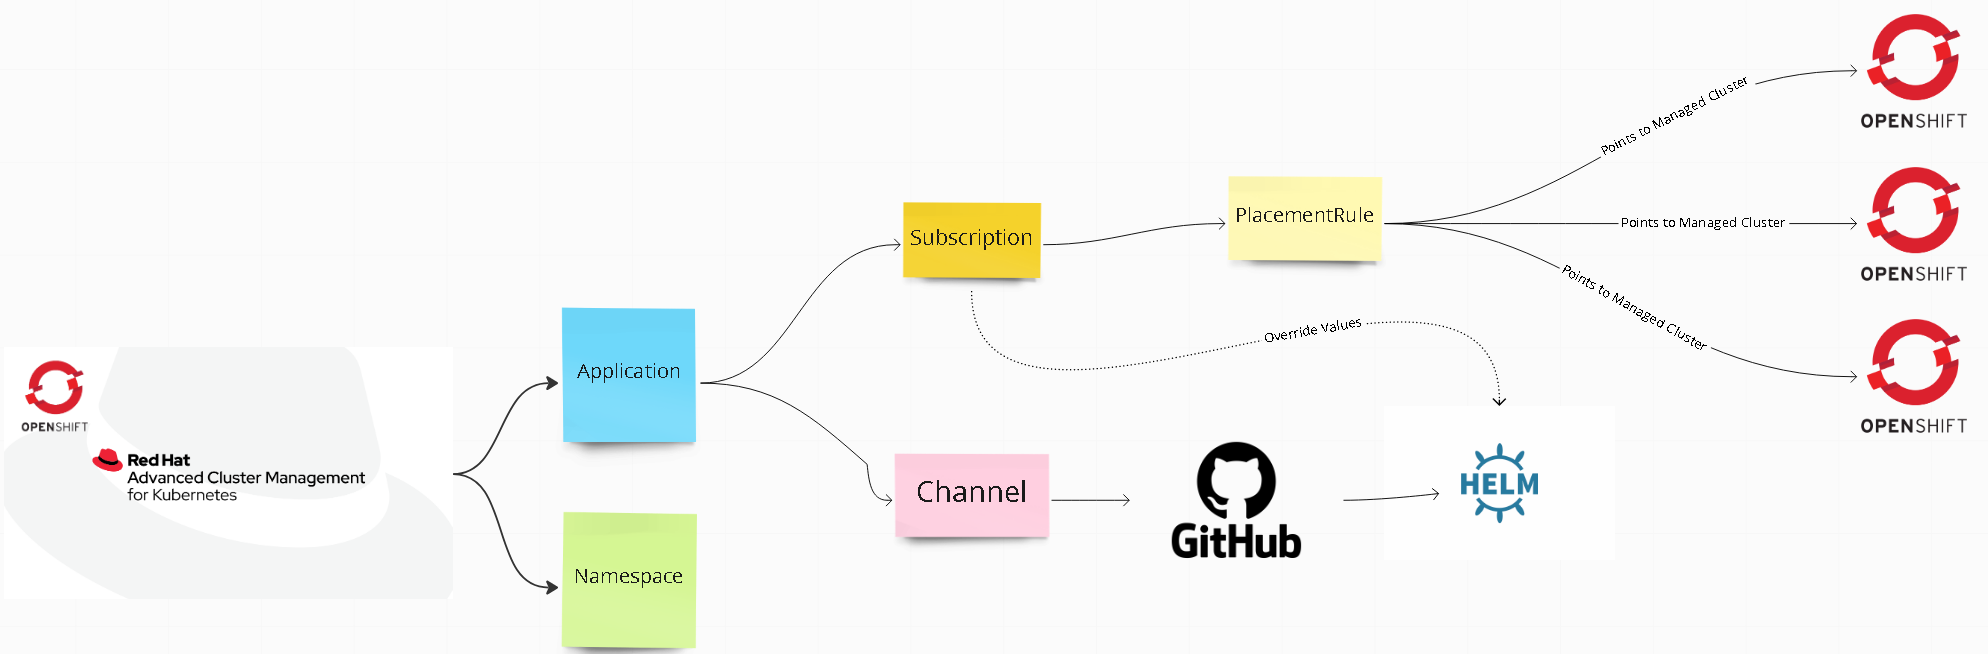 OPENSHIFT
Red Hat
Advanced Cluster Management
for Kubernetes
Application
Namespace
Subscription
Channel
PlacementRule
Override Values
GitHub
HELM
Points to Managed Cluster
Points to Managed Cluster
Points to Managed Cluster
OPENSHIFT
OPENSHIFT
OPENSHIFT